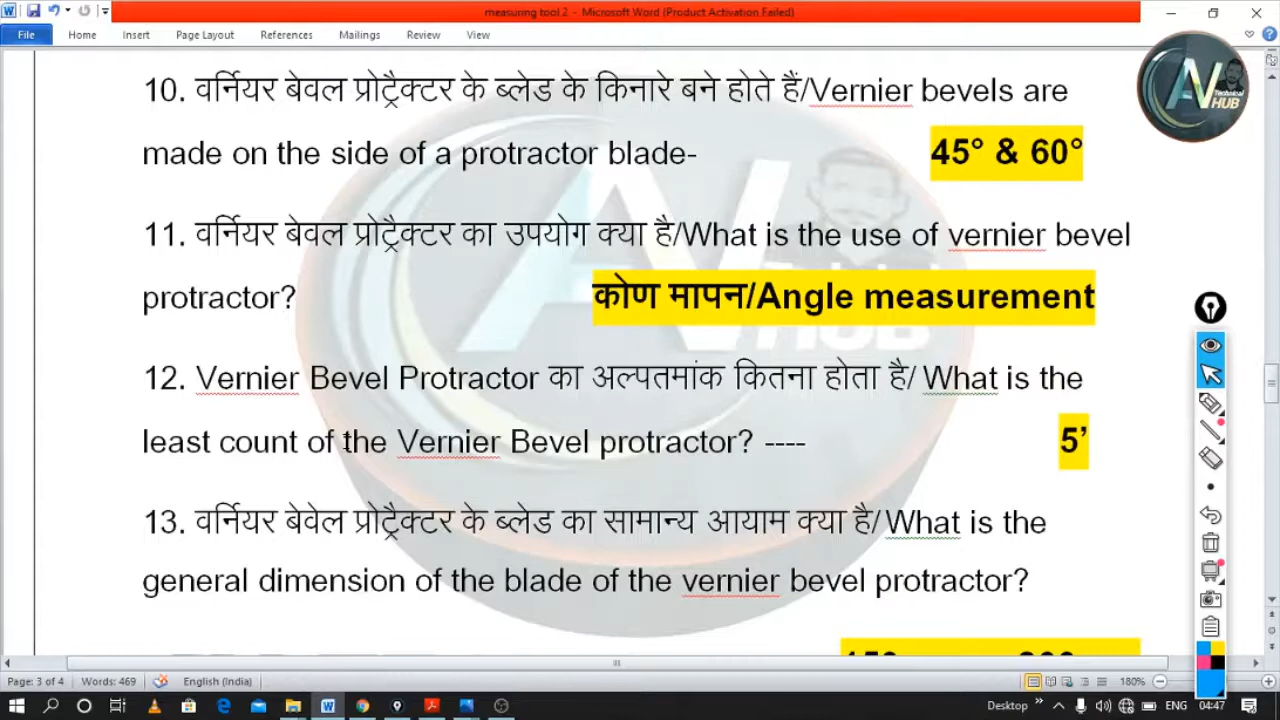 measuring tool 2 - Microsoft Word (Product Activation Failed)
File Home Insert Page Layout References Mailings Review View
10. वर्नियर बेवल प्रोट्रैक्टर के ब्लेड के किनारे बने होते हैं/Vernier bevels are
made on the side of a protractor blade- 45° & 60°
11. वर्नियर बेवल प्रोट्रैक्टर का उपयोग क्या है/What is the use of vernier bevel
protractor? कोण मापन/Angle measurement
12. Vernier Bevel Protractor का अल्पतमांक कितना होता है/ What is the
least count of the Vernier Bevel protractor? ---- 5’
13. वर्नियर बेवेल प्रोट्रैक्टर के ब्लेड का सामान्य आयाम क्या है/ What is the
general dimension of the blade of the vernier bevel protractor?
AV Technical HUB
Technical
HUB
Page: 3 of 4 Words: 469 English (India) 180%
Desktop ENG 04:47